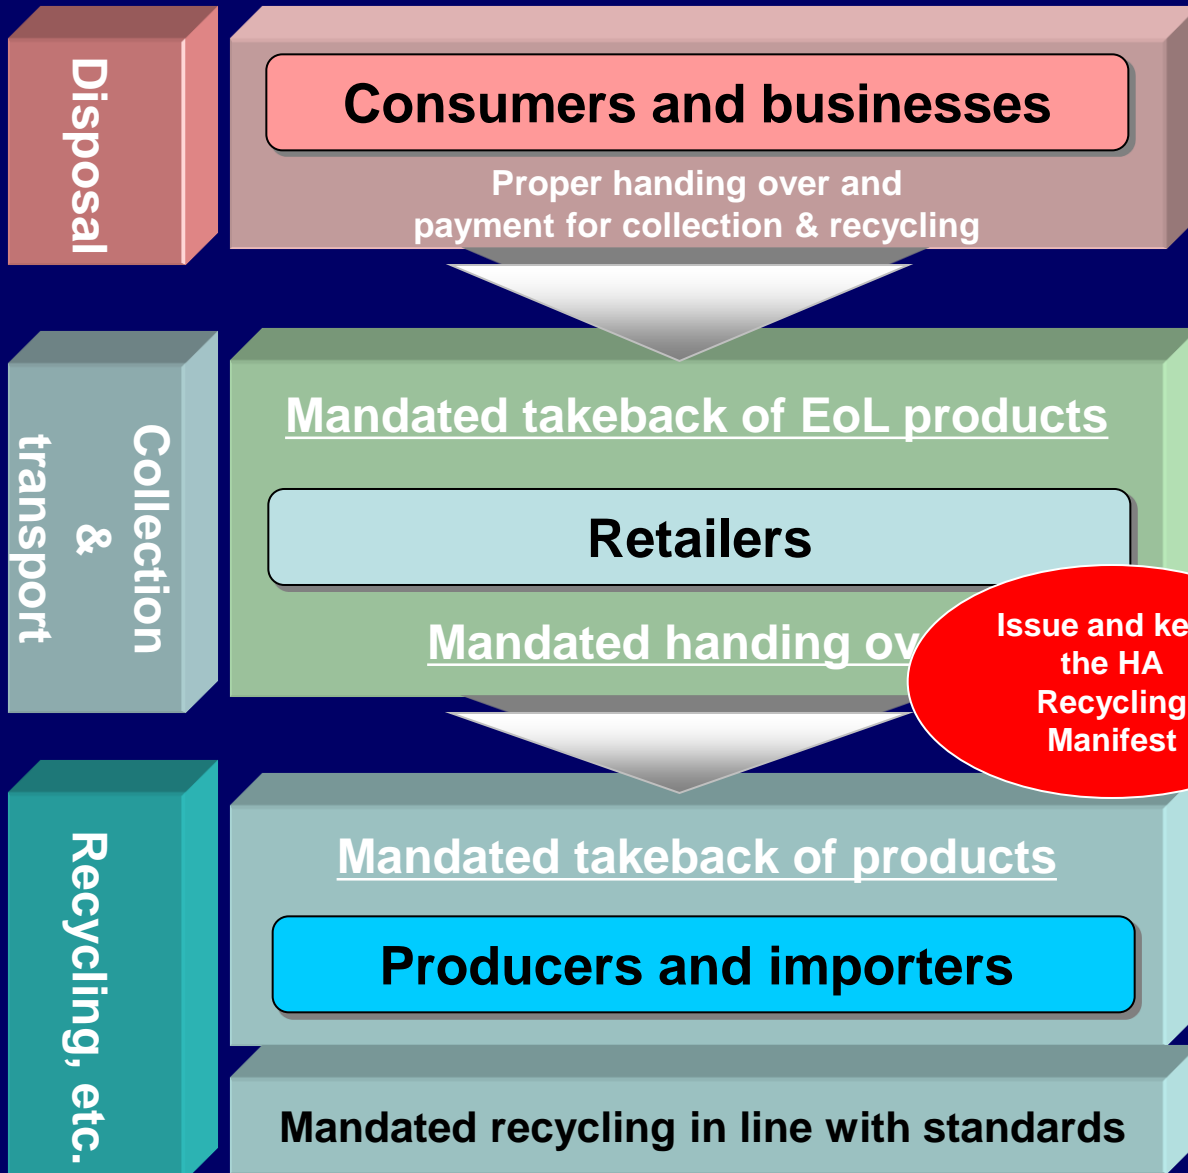 Disposal
Consumers and businesses
Proper handing over and
payment for collection & recycling
Collection
&
transport
Mandated takeback of EoL products
Retailers
Mandated handing ov
Issue and ke
the HA
Recycling
Manifest
Recycling, etc.
Mandated takeback of products
Producers and importers
Mandated recycling in line with standards